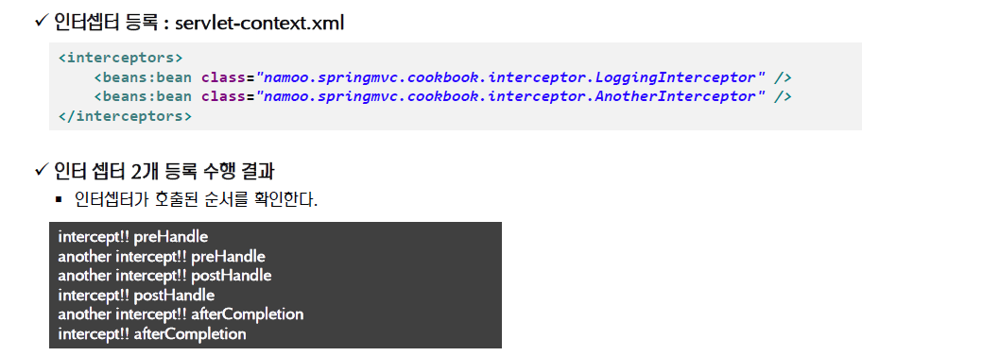 ✓ 인터셉터 등록 : servlet-context.xml
<interceptors>
    <beans:bean class="namoo.springmvc.cookbook.interceptor.LoggingInterceptor" />
    <beans:bean class="namoo.springmvc.cookbook.interceptor.AnotherInterceptor" />
</interceptors>
✓ 인터 셉터 2개 등록 수행 결과
▪ 인터셉터가 호출된 순서를 확인한다.
intercept!! preHandle
another intercept!! preHandle
another intercept!! postHandle
intercept!! postHandle
another intercept!! afterCompletion
intercept!! afterCompletion